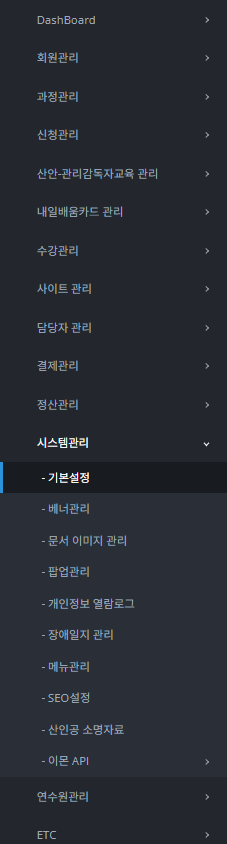 DashBoard
회원관리
과정관리
신청관리
산안-관리감독자교육 관리
내일배움카드 관리
수강관리
사이트 관리
담당자 관리
결제관리
정산관리
시스템관리
- 기본설정
- 베너관리
- 문서 이미지 관리
- 팝업관리
- 개인정보 열람로그
- 장애일지 관리
- 메뉴관리
- SEO설정
- 산인공 소명자료
- 이몬 API
연수원관리
ETC